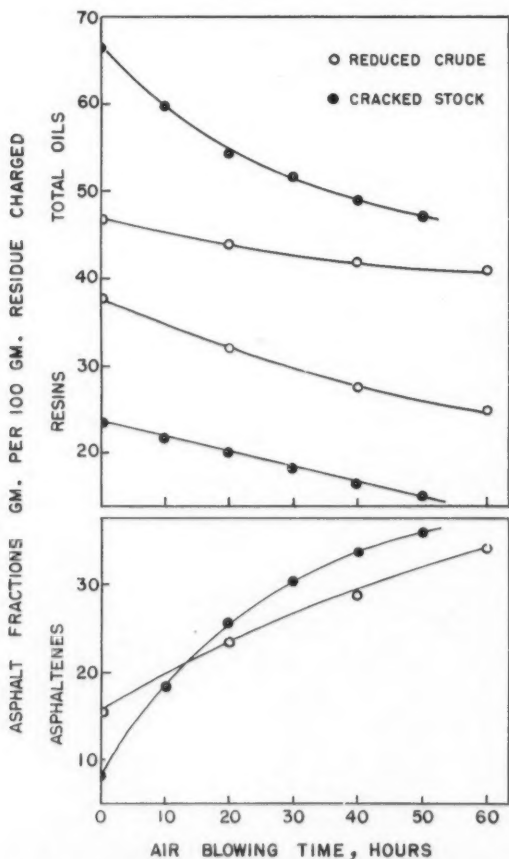 70
60
50
40
30
20
○ REDUCED CRUDE
● CRACKED STOCK
TOTAL OILS
RESINS
ASPHALT FRACTIONS GM. PER 100 GM. RESIDUE CHARGED
30
20
10
ASPHALTENES
0 10 20 30 40 50 60
AIR BLOWING TIME, HOURS